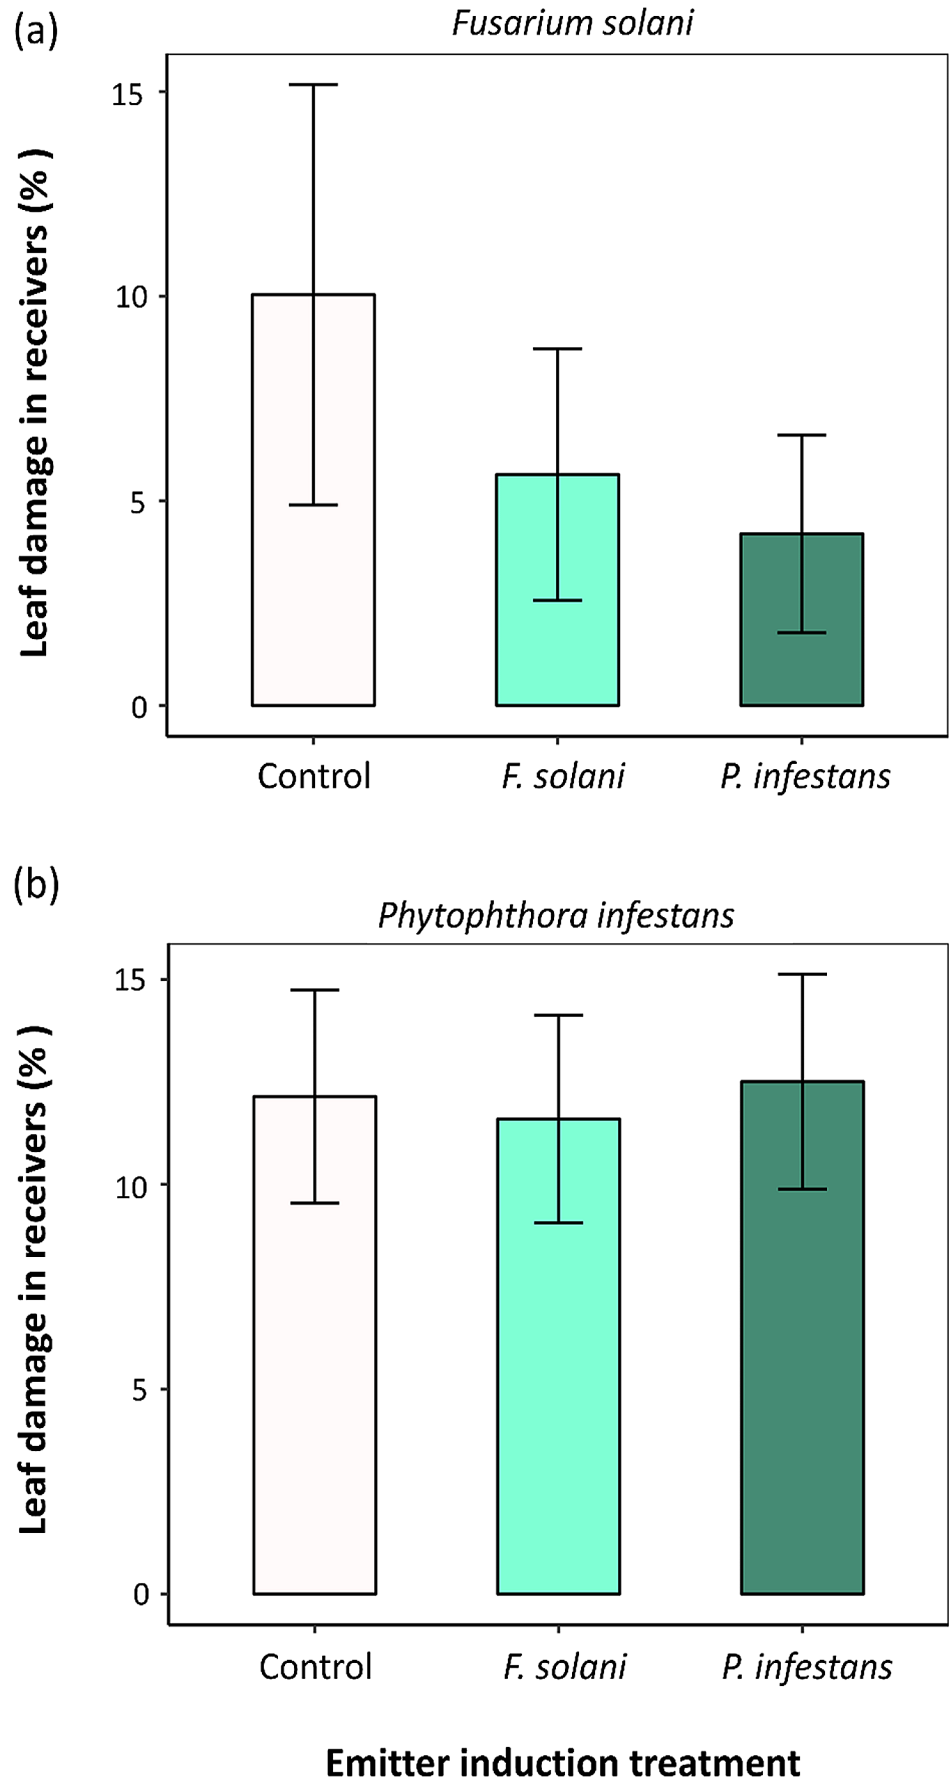 (a)
Fusarium solani
Leaf damage in receivers (% )
15
10
5
0
Control
F. solani
P. infestans
(b)
Phytophthora infestans
Leaf damage in receivers (% )
15
10
5
0
Control
F. solani
P. infestans
Emitter induction treatment